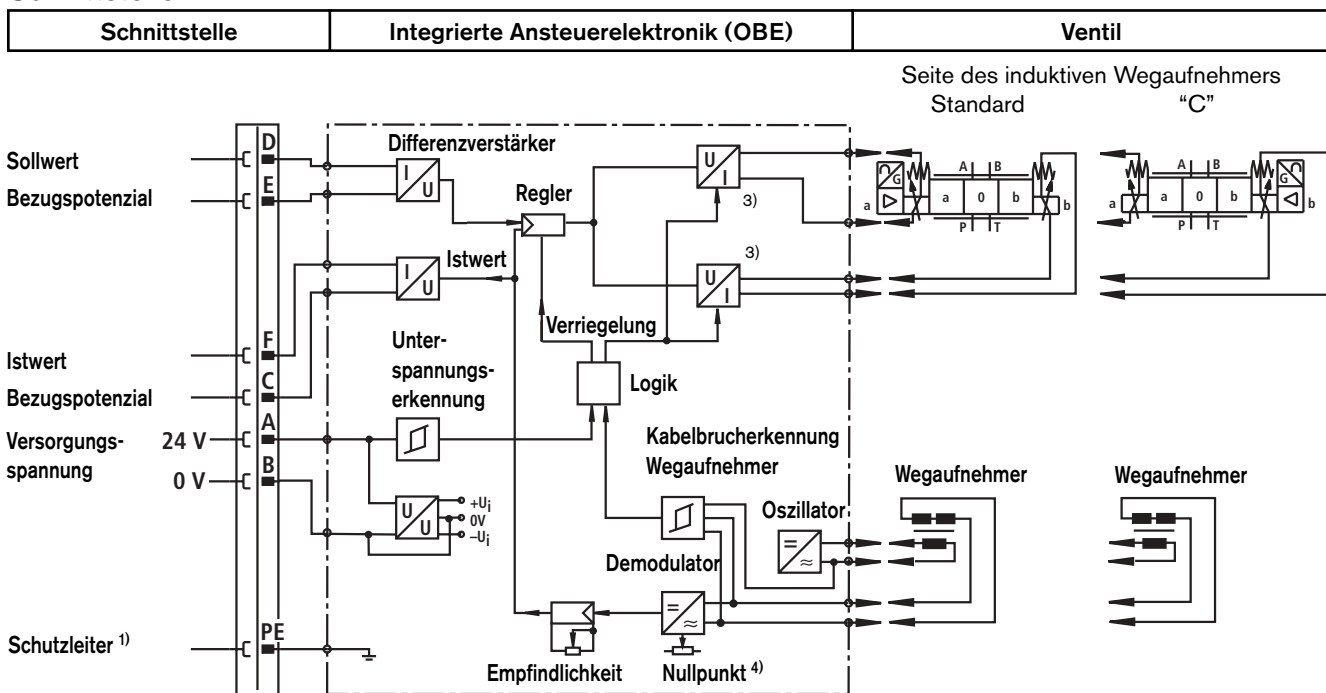 Schnittstelle
Integrierte Ansteuerelektronik (OBE)
Ventil
Seite des induktiven Wegaufnehmers
Standard
“C”
Sollwert
Bezugspotenzial
Istwert
Bezugspotenzial
Versorgungs-
spannung
24 V
0 V
Schutzleiter 1)
D
E
F
C
A
B
PE
Differenzverstärker
I
U
Regler
Istwert
I
U
U
I
3)
U
I
3)
Verriegelung
Unter-
spannungs-
erkennung
Logik
Kabelbrucherkennung
Wegaufnehmer
U
U
+Ui
0V
–Ui
Oszillator
=
≈
Demodulator
=
≈
Empfindlichkeit
Nullpunkt 4)
A
B
G
a
a
0
b
b
P
T
A
B
G
a
a
0
b
b
P
T
Wegaufnehmer
Wegaufnehmer